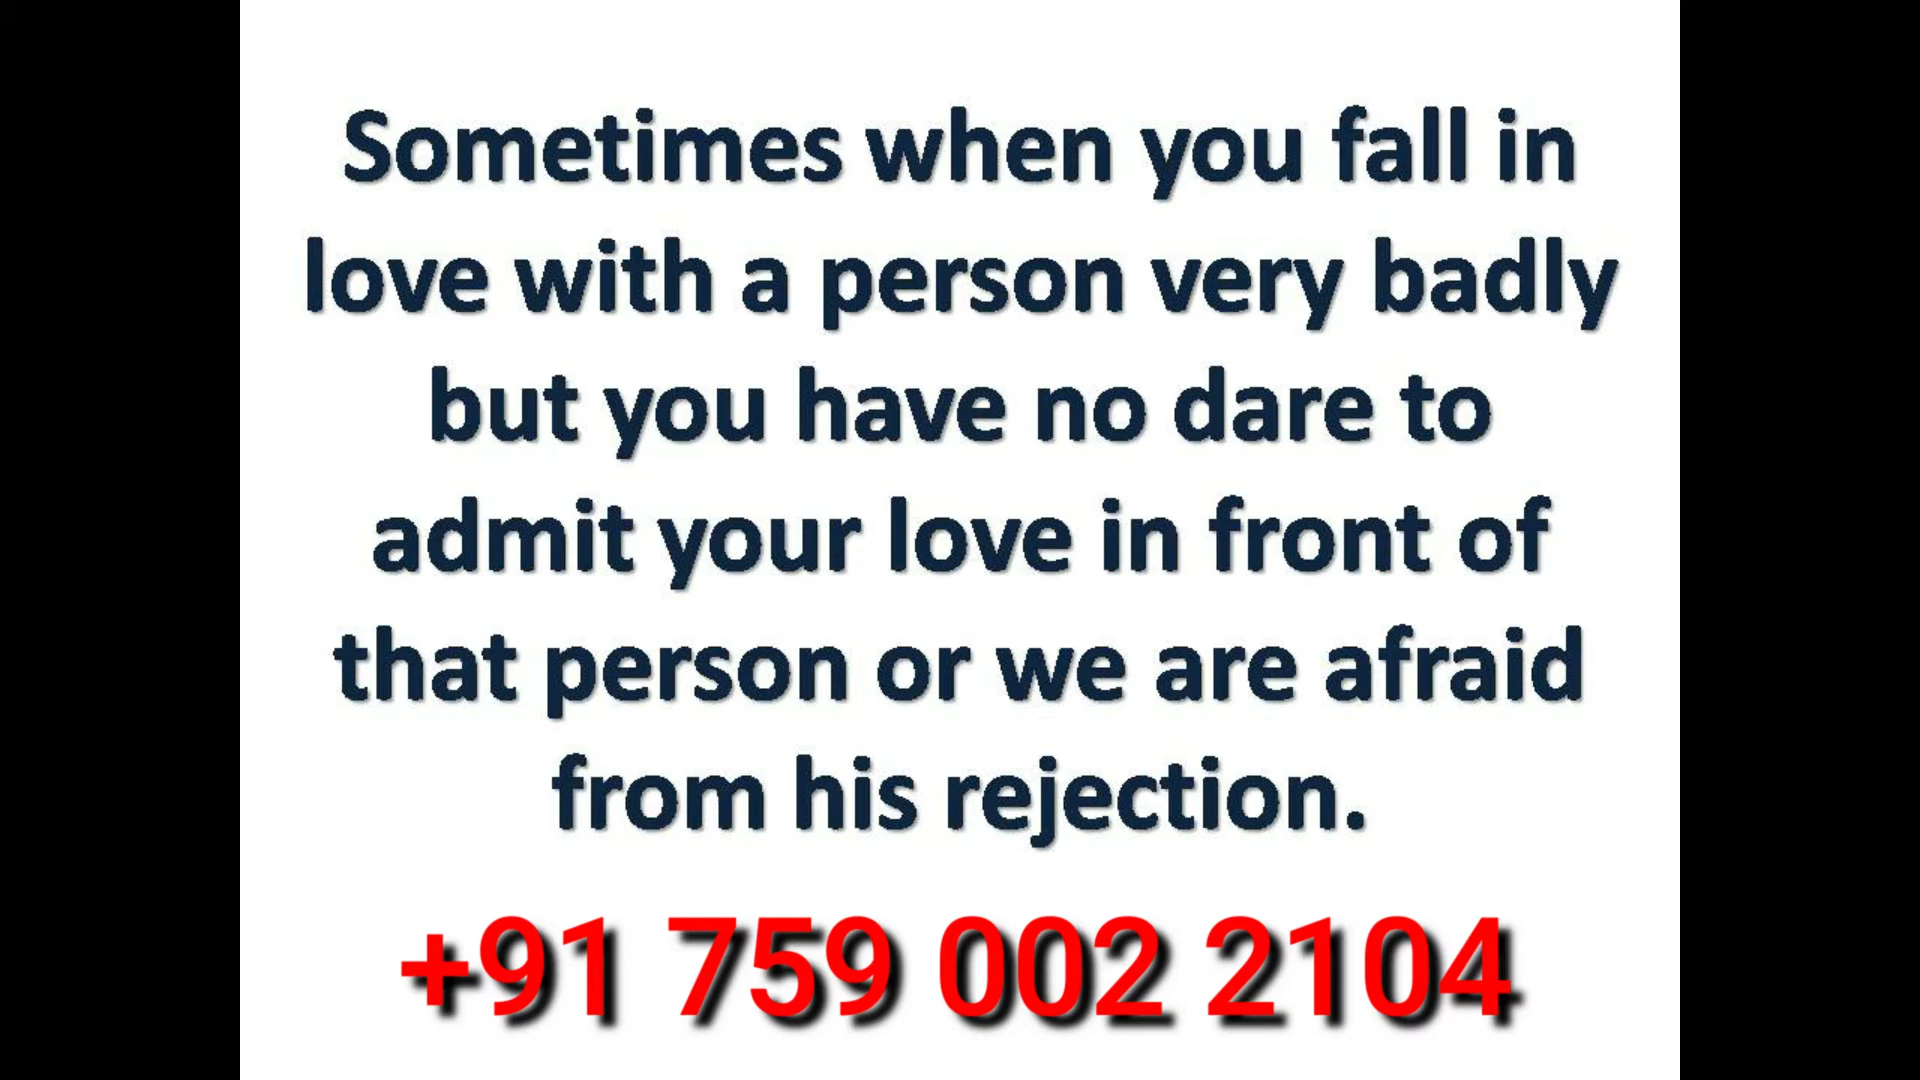 Sometimes when you fall in
love with a person very badly
but you have no dare to
admit your love in front of
that person or we are afraid
from his rejection.
+91 759 002 2104